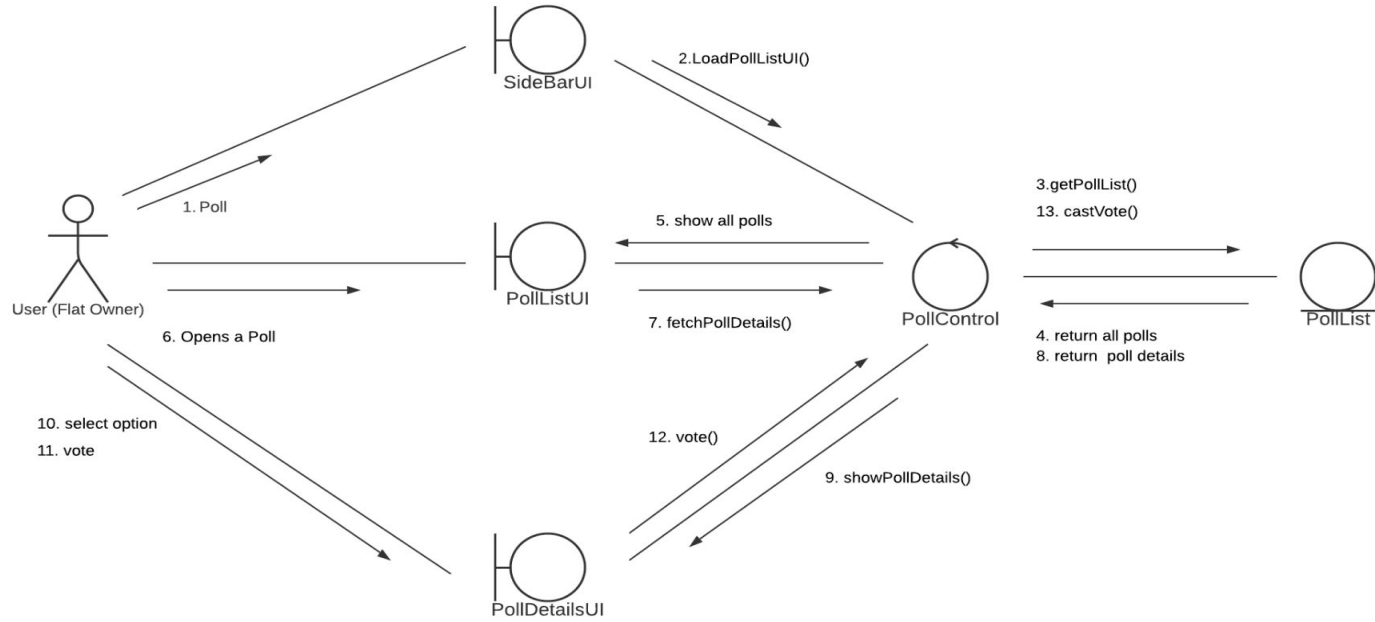 SideBarUI
2.LoadPollListUI()
1. Poll
3.getPollList()
13. castVote()
5. show all polls
User (Flat Owner)
PollListUI
PollControl
PollList
6. Opens a Poll
7. fetchPollDetails()
4. return all polls
8. return poll details
10. select option
11. vote
12. vote()
9. showPollDetails()
PollDetailsUI